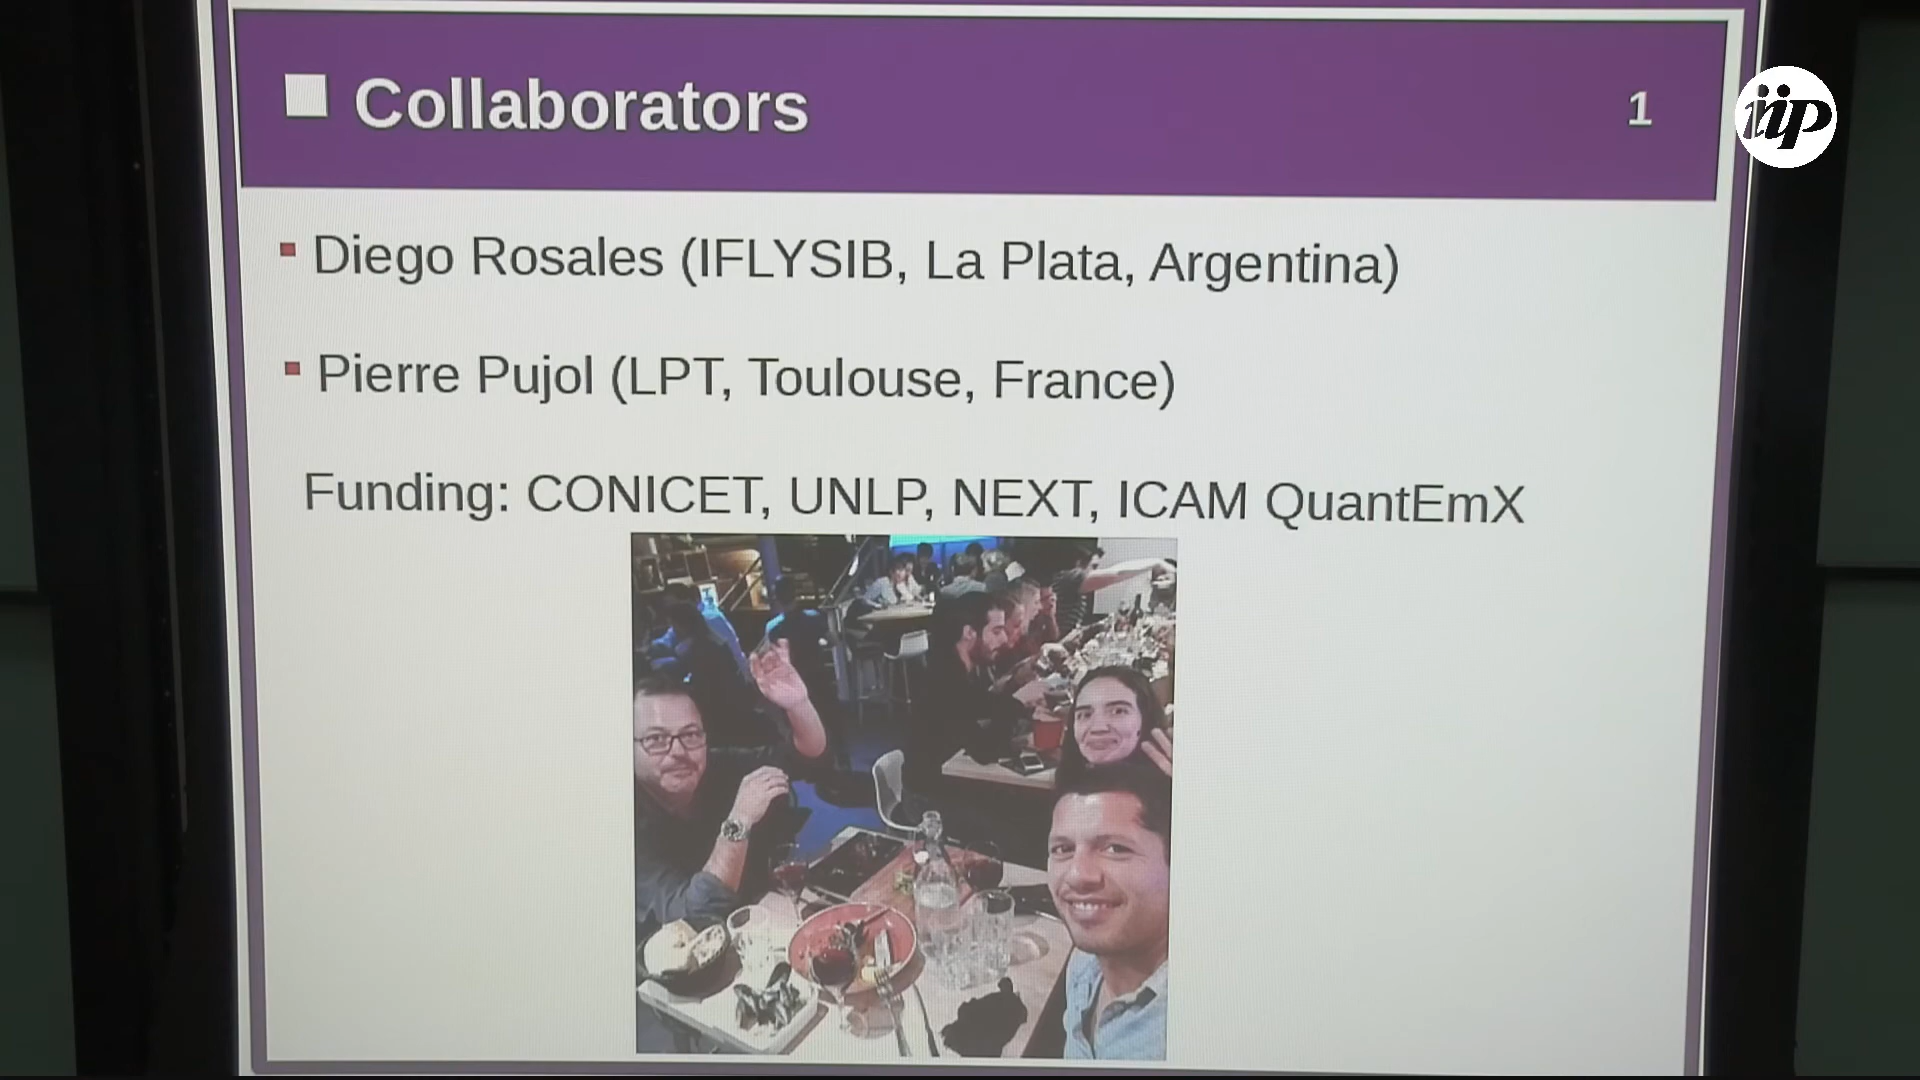 Collaborators
1
iip
Diego Rosales (IFLYSIB, La Plata, Argentina)
Pierre Pujol (LPT, Toulouse, France)
Funding: CONICET, UNLP, NEXT, ICAM QuantEmX